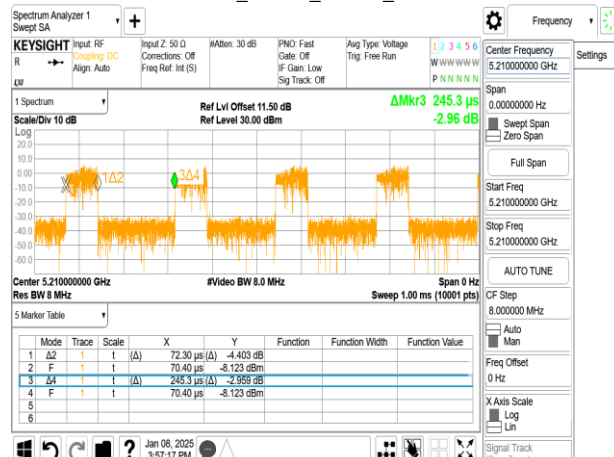 Spectrum Analyzer 1
Swept SA
Frequency
Settings
KEYSIGHT
R
Input: RF
Coupling: DC
Align: Auto
Input Z: 50 Ω
Corrections: Off
Freq Ref: Int (S)
#Atten: 30 dB
PNO: Fast
Gate: Off
IF Gain: Low
Sig Track: Off
Avg Type: Voltage
Trig: Free Run
1 2 3 4 5 6
W W W W W W
P N N N N N
1 Spectrum
Scale/Div 10 dB
Ref Lvl Offset 11.50 dB
Ref Level 30.00 dBm
ΔMkr3 245.3 µs
-2.96 dB
Log
20.0
10.0
0.00
-10.0
-20.0
-30.0
-40.0
-50.0
-60.0
1Δ2
3Δ4
Center 5.210000000 GHz
Res BW 8 MHz
#Video BW 8.0 MHz
Span 0 Hz
Sweep 1.00 ms (10001 pts)
5 Marker Table
Mode Trace Scale X Y Function Function Width Function Value
1 Δ2 1 t (Δ) 72.30 µs (Δ) -4.403 dB
2 F 1 t 70.40 µs -8.123 dBm
3 Δ4 1 t (Δ) 245.3 µs (Δ) -2.959 dB
4 F 1 t 70.40 µs -8.123 dBm
5
6
Jan 08, 2025
3:57:17 PM
Center Frequency
5.210000000 GHz
Span
0.00000000 Hz
Swept Span
Zero Span
Full Span
Start Freq
5.210000000 GHz
Stop Freq
5.210000000 GHz
AUTO TUNE
CF Step
8.000000 MHz
Auto
Man
Freq Offset
0 Hz
X Axis Scale
Log
Lin
Signal Track